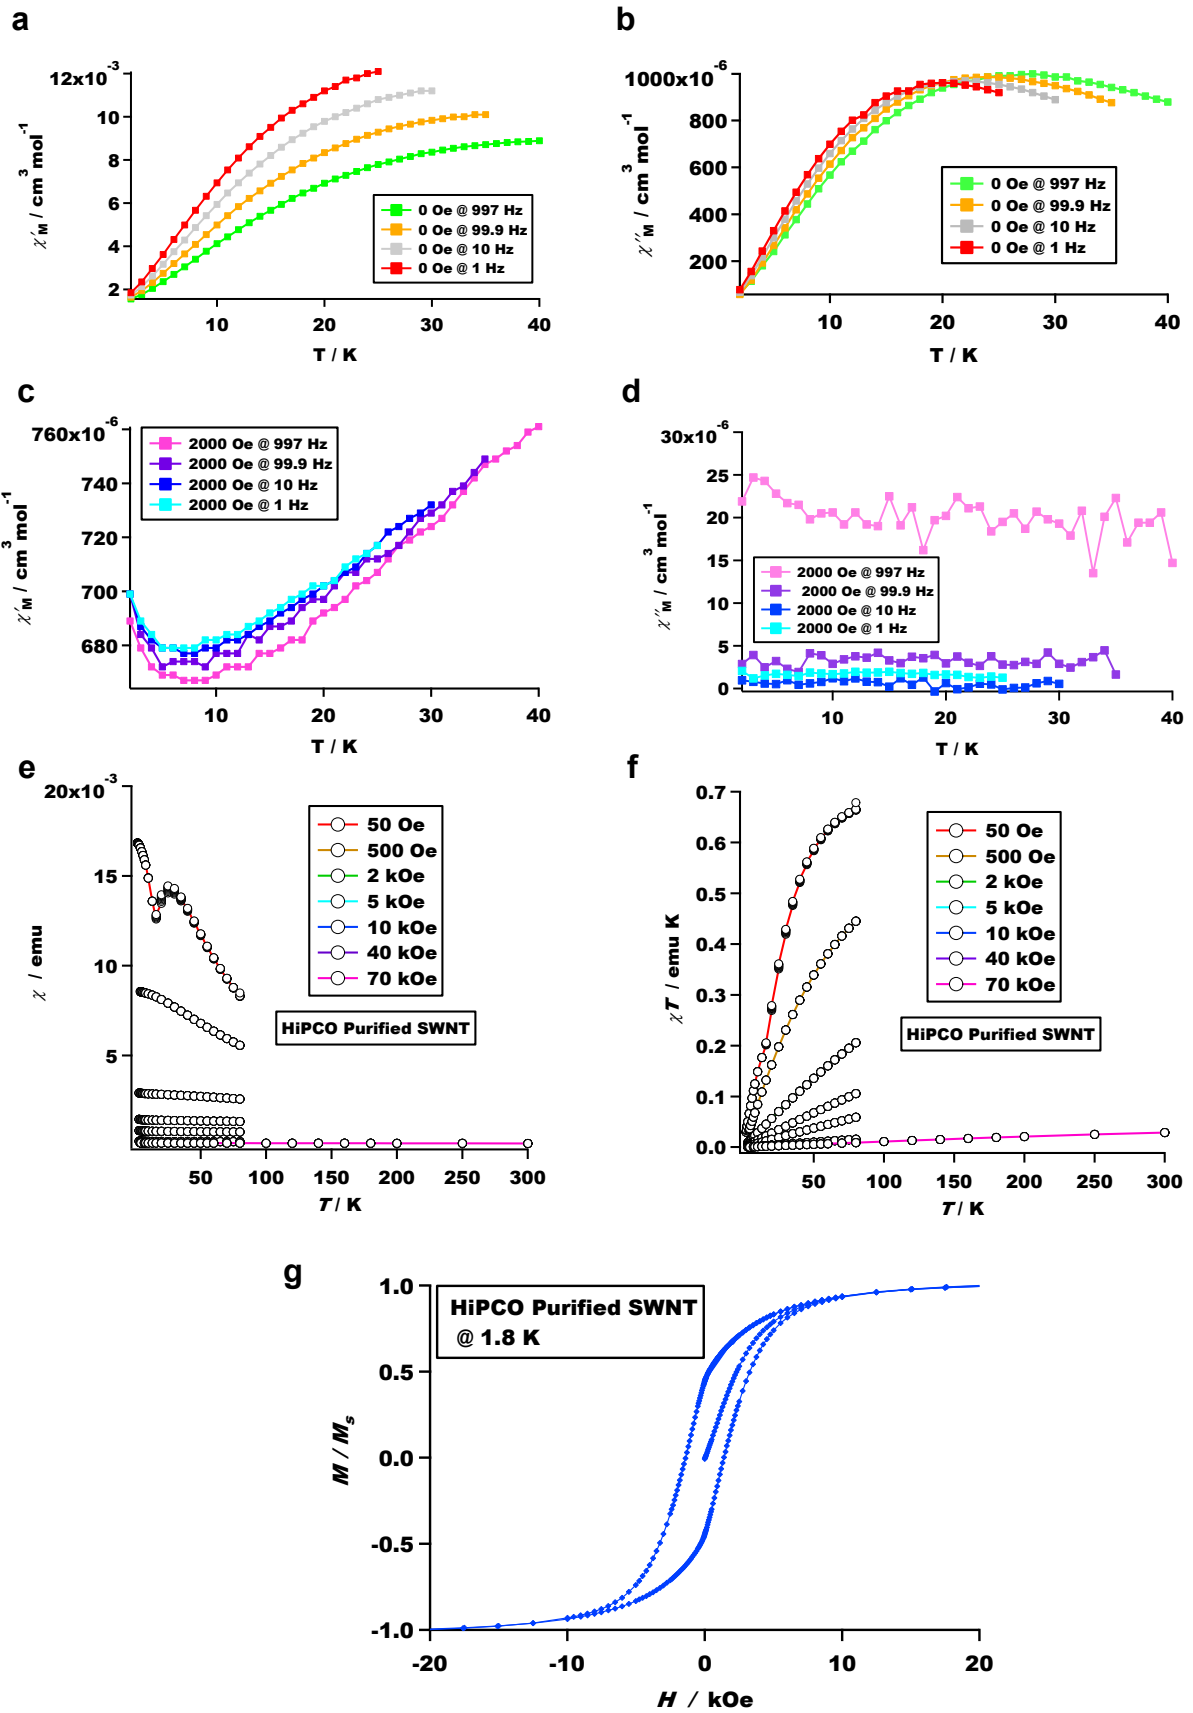 a
12x10⁻³
10
8
6
4
2
χ′M / cm³ mol⁻¹
0 Oe @ 997 Hz
0 Oe @ 99.9 Hz
0 Oe @ 10 Hz
0 Oe @ 1 Hz
10 20 30 40
T / K
b
1000x10⁻⁶
800
600
400
200
χ″M / cm³ mol⁻¹
0 Oe @ 997 Hz
0 Oe @ 99.9 Hz
0 Oe @ 10 Hz
0 Oe @ 1 Hz
10 20 30 40
T / K
c
760x10⁻⁶
740
720
700
680
χ′M / cm³ mol⁻¹
2000 Oe @ 997 Hz
2000 Oe @ 99.9 Hz
2000 Oe @ 10 Hz
2000 Oe @ 1 Hz
10 20 30 40
T / K
d
30x10⁻⁶
25
20
15
10
5
0
χ″M / cm³ mol⁻¹
2000 Oe @ 997 Hz
2000 Oe @ 99.9 Hz
2000 Oe @ 10 Hz
2000 Oe @ 1 Hz
10 20 30 40
T / K
e
20x10⁻³
15
10
5
χ / emu
50 Oe
500 Oe
2 kOe
5 kOe
10 kOe
40 kOe
70 kOe
HiPCO Purified SWNT
50 100 150 200 250 300
T / K
f
0.7
0.6
0.5
0.4
0.3
0.2
0.1
0.0
χT / emu K
50 Oe
500 Oe
2 kOe
5 kOe
10 kOe
40 kOe
70 kOe
HiPCO Purified SWNT
50 100 150 200 250 300
T / K
g
1.0
0.5
0.0
-0.5
-1.0
M / Ms
HiPCO Purified SWNT
@ 1.8 K
-20 -10 0 10 20
H / kOe